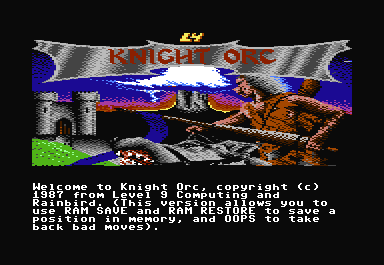 L9
KNIGHT ORC
Welcome to Knight Orc, copyright (c)
1987 from Level 9 Computing and
Rainbird. (This version allows you to
use RAM SAVE and RAM RESTORE to save a
position in memory, and OOPS to take
back bad moves).